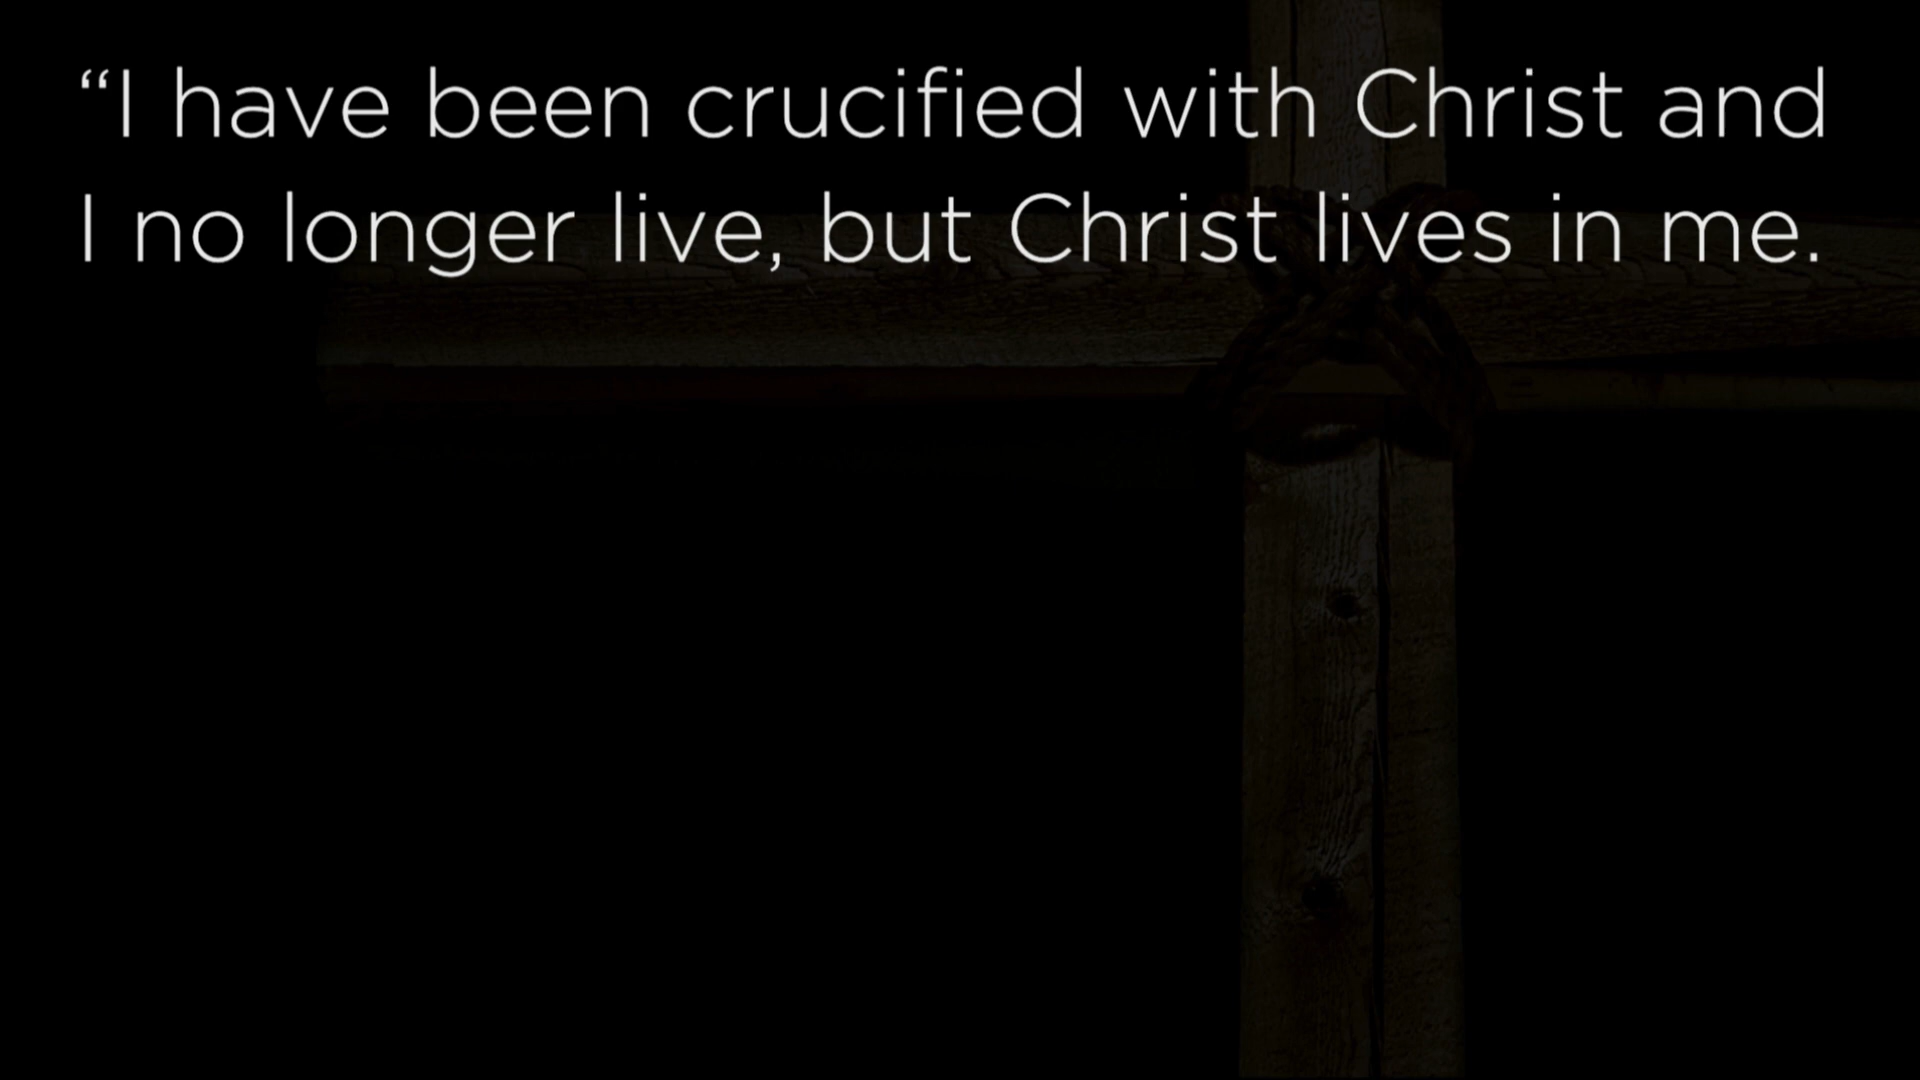 “I have been crucified with Christ and
I no longer live, but Christ lives in me.